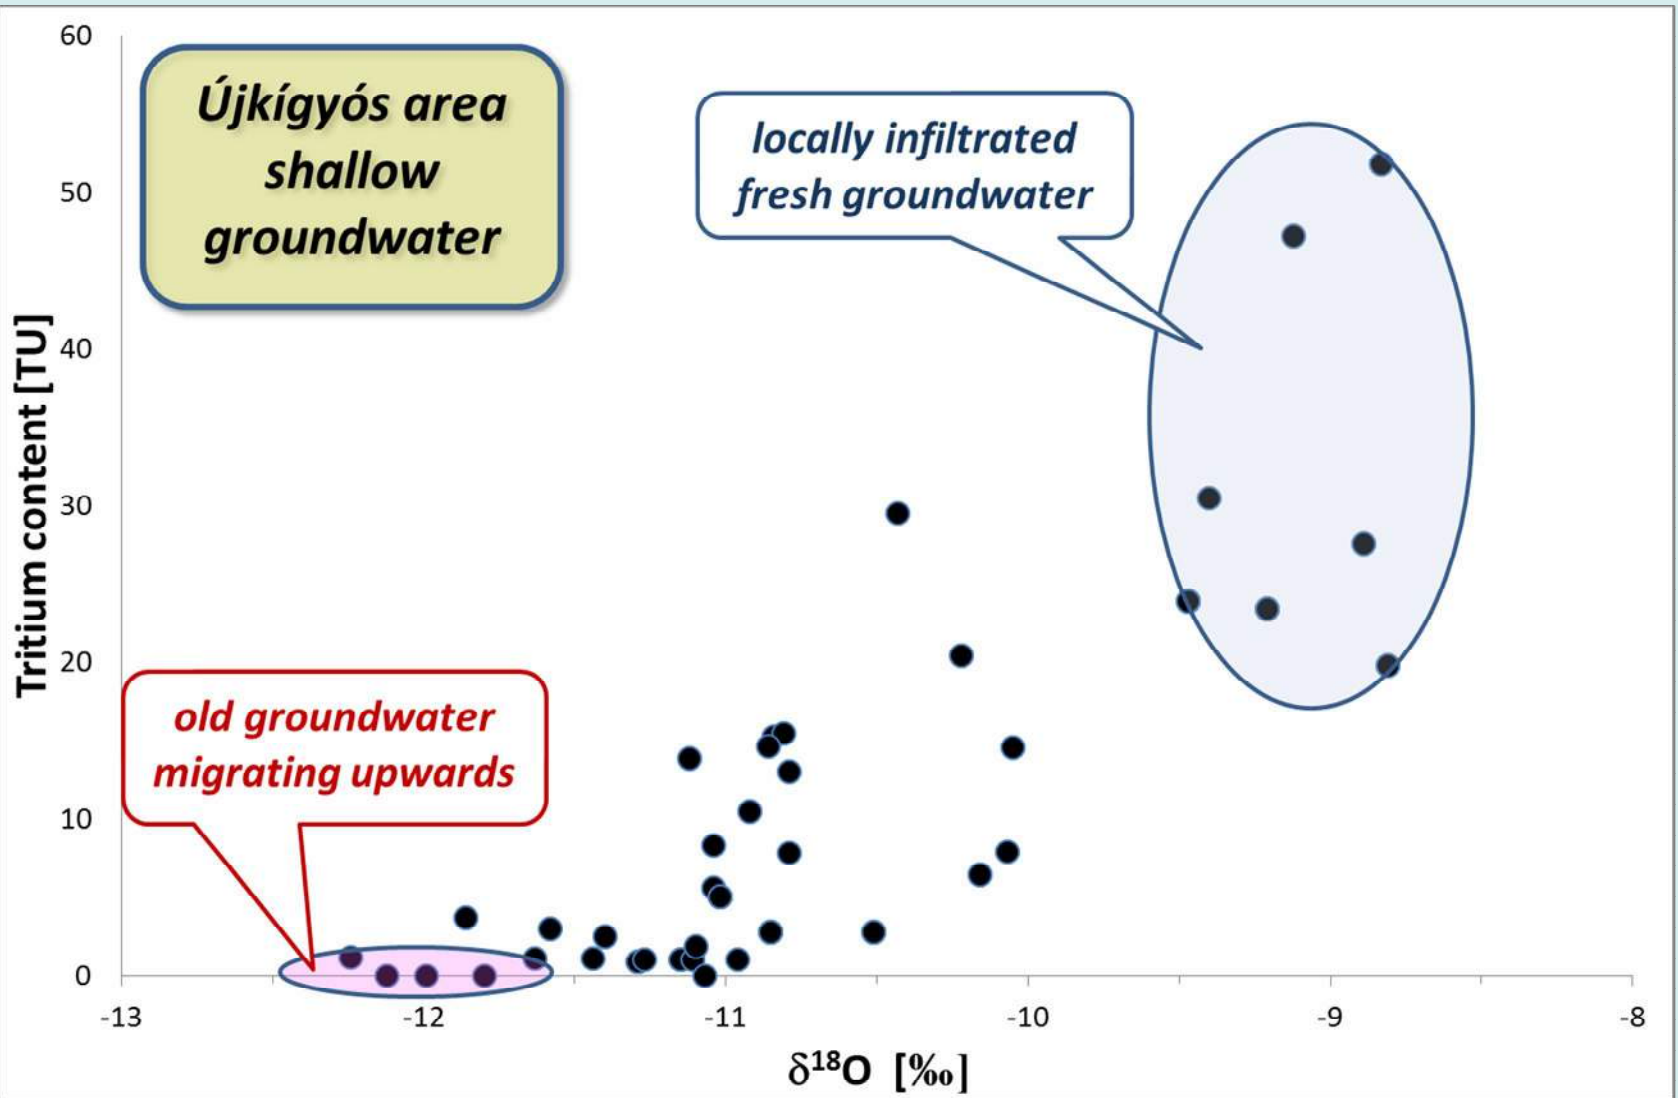 Újkígyós area
shallow
groundwater
locally infiltrated
fresh groundwater
old groundwater
migrating upwards
Tritium content [TU]
60
50
40
30
20
10
0
-13
-12
-11
-10
-9
-8
δ¹⁸O [‰]